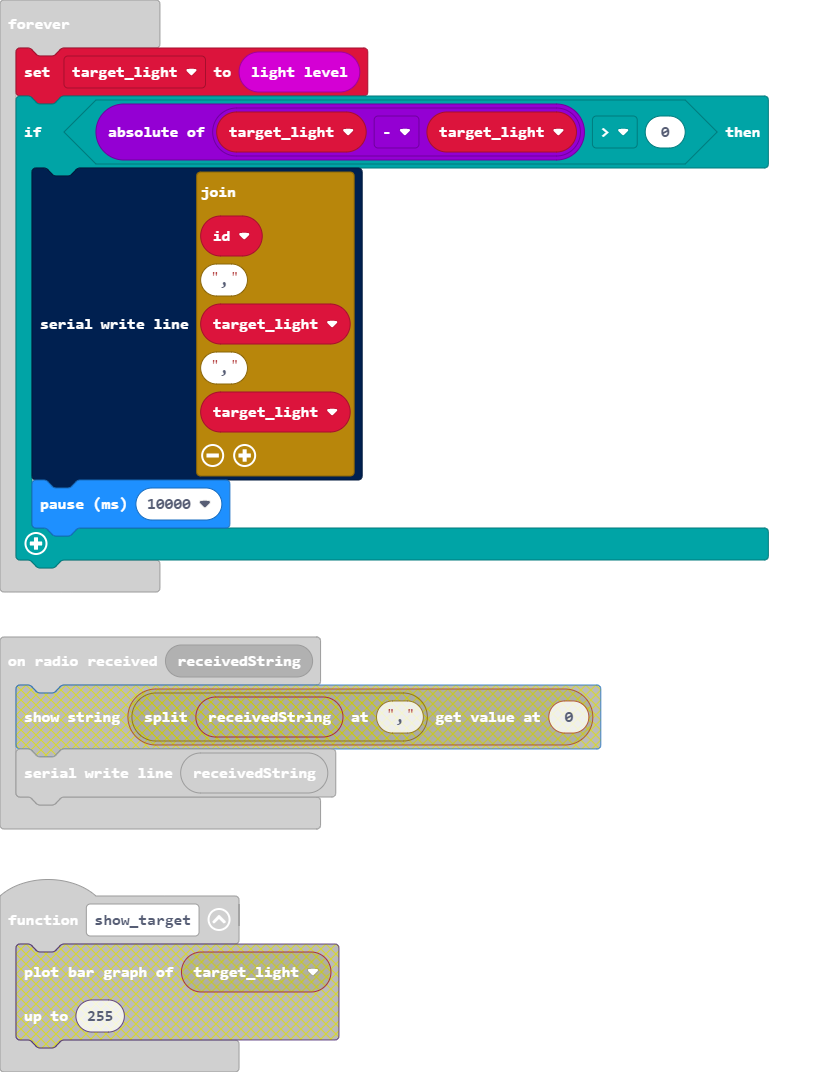 forever
set target_light to light level
if absolute of target_light - target_light > 0 then
join
id
","
serial write line target_light
","
target_light
pause (ms) 10000
on radio received receivedString
show string split receivedString at "," get value at 0
serial write line receivedString
function show_target
plot bar graph of target_light
up to 255